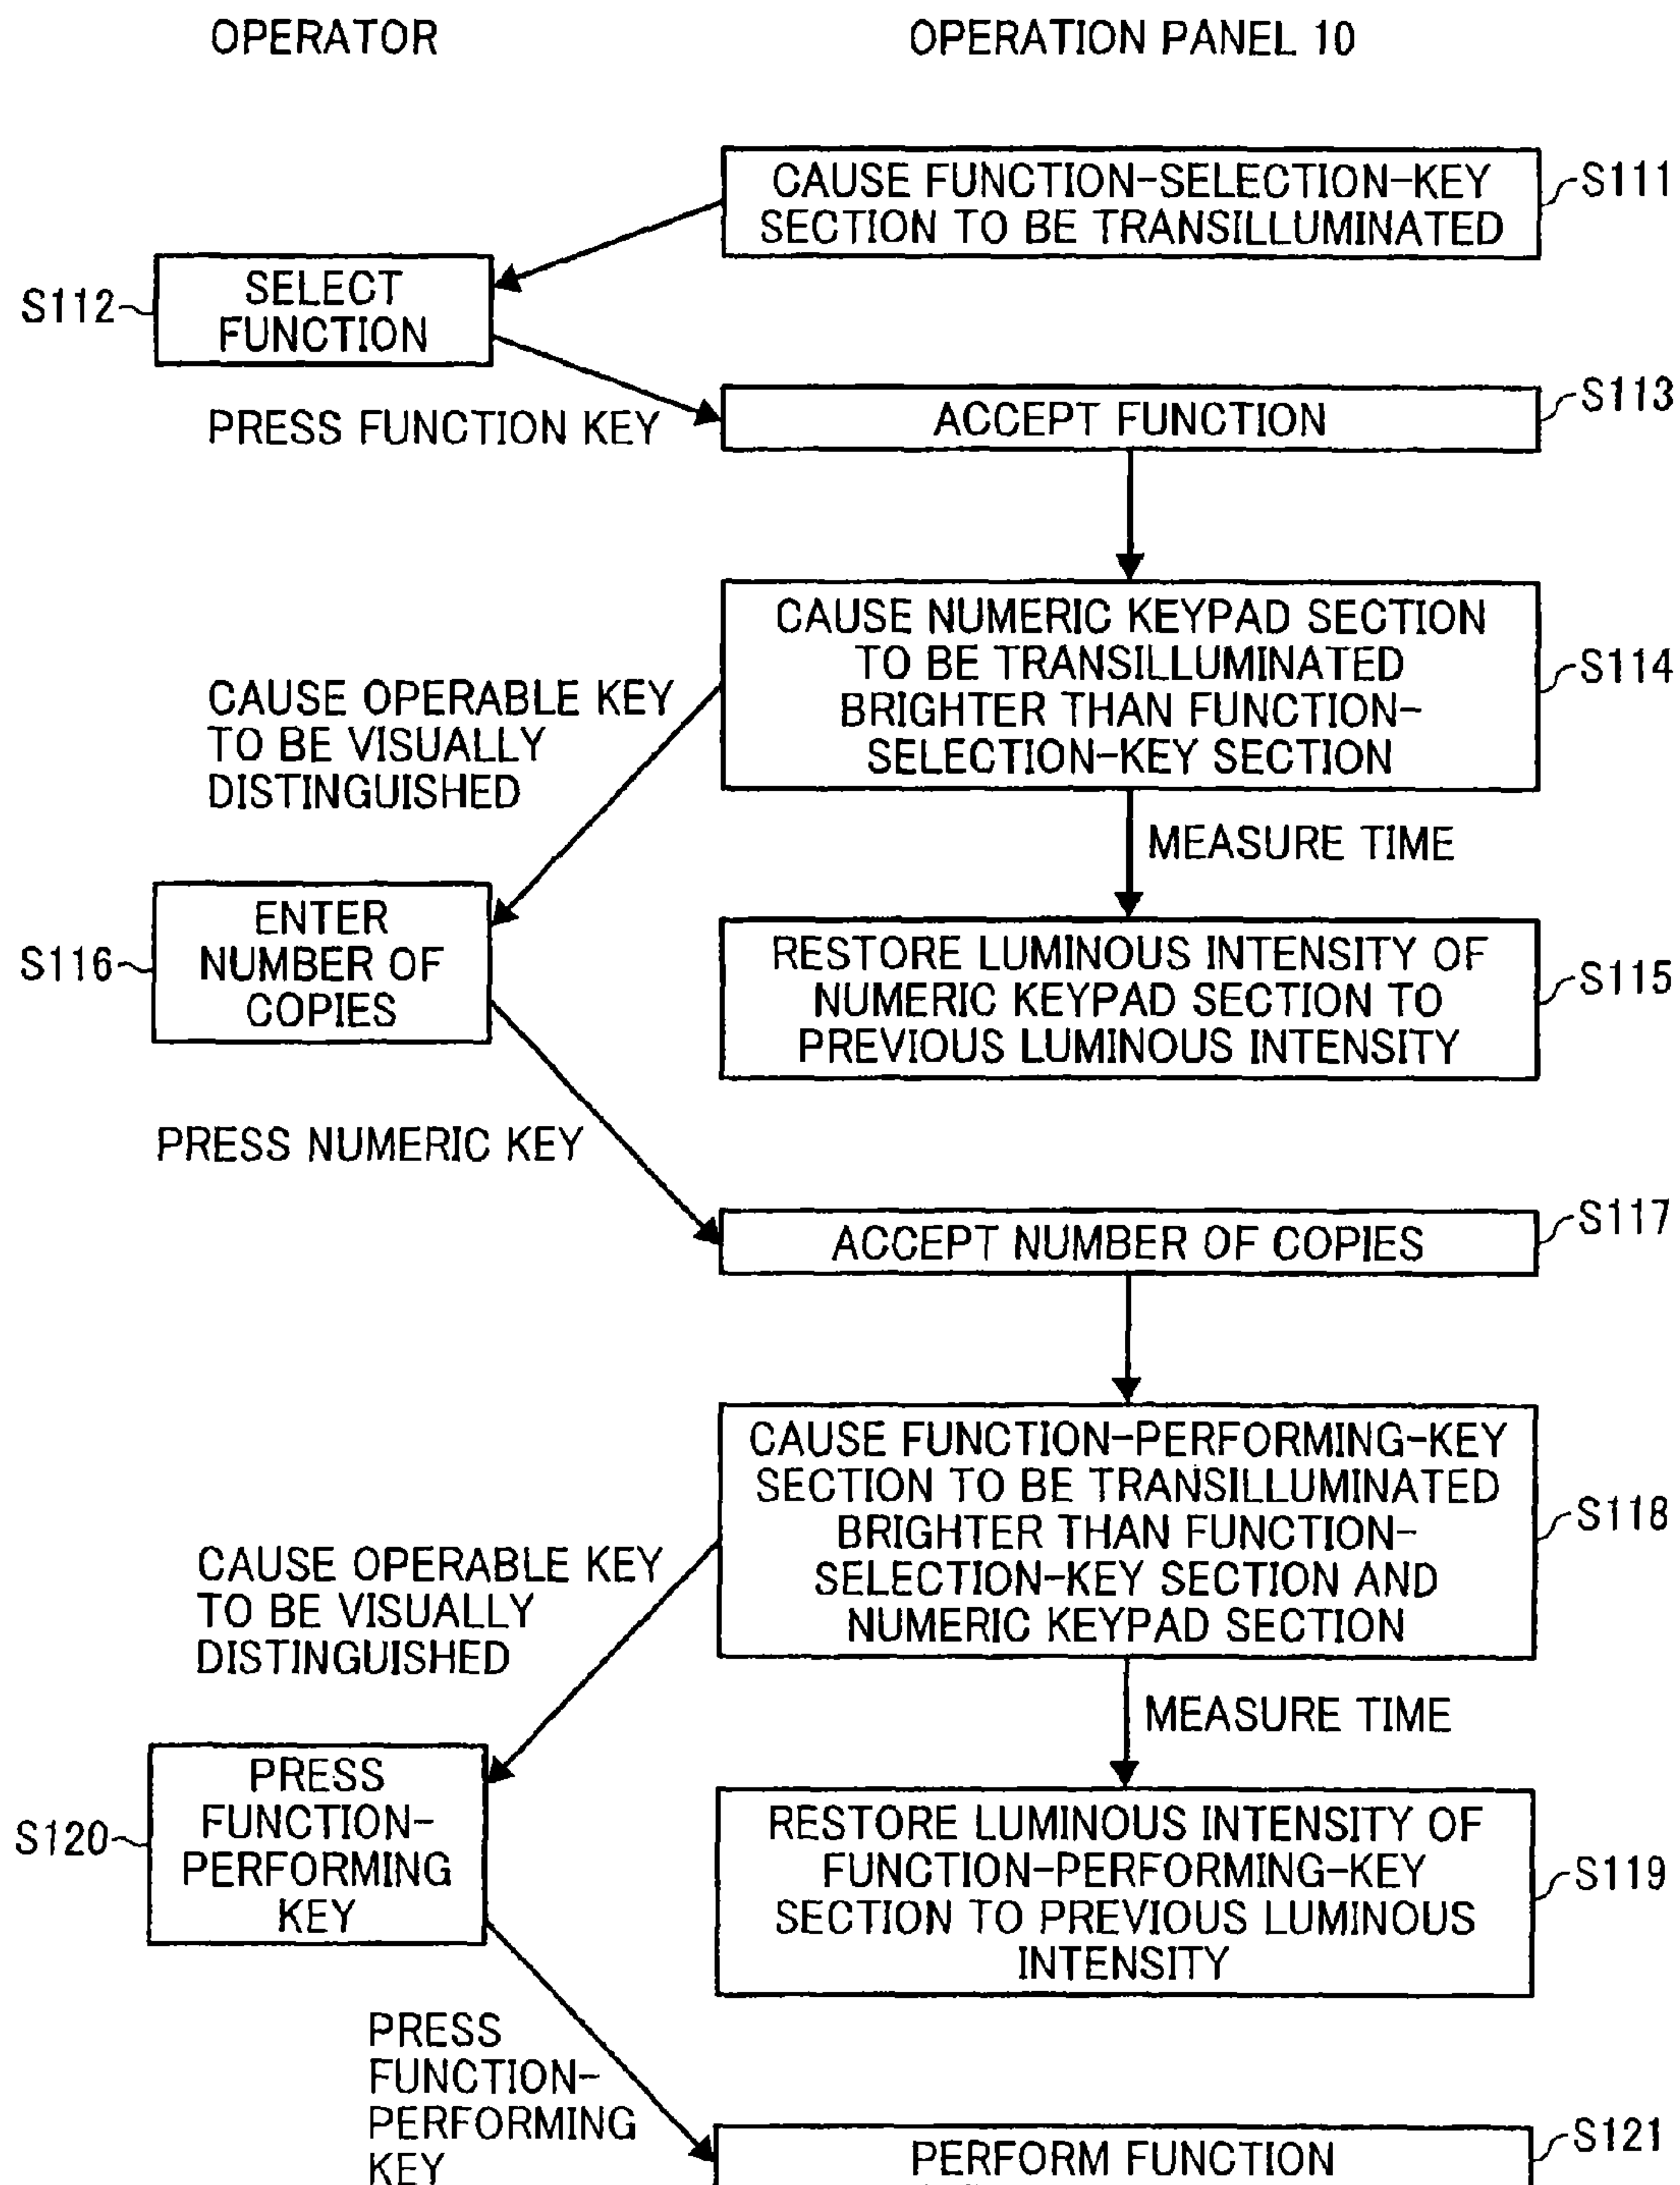 OPERATOR
OPERATION PANEL 10
CAUSE FUNCTION-SELECTION-KEY
SECTION TO BE TRANSILLUMINATED
S111
S112
SELECT
FUNCTION
PRESS FUNCTION KEY
ACCEPT FUNCTION
S113
CAUSE NUMERIC KEYPAD SECTION
TO BE TRANSILLUMINATED
BRIGHTER THAN FUNCTION-
SELECTION-KEY SECTION
S114
CAUSE OPERABLE KEY
TO BE VISUALLY
DISTINGUISHED
MEASURE TIME
S116
ENTER
NUMBER OF
COPIES
RESTORE LUMINOUS INTENSITY OF
NUMERIC KEYPAD SECTION TO
PREVIOUS LUMINOUS INTENSITY
S115
PRESS NUMERIC KEY
ACCEPT NUMBER OF COPIES
S117
CAUSE FUNCTION-PERFORMING-KEY
SECTION TO BE TRANSILLUMINATED
BRIGHTER THAN FUNCTION-
SELECTION-KEY SECTION AND
NUMERIC KEYPAD SECTION
S118
CAUSE OPERABLE KEY
TO BE VISUALLY
DISTINGUISHED
MEASURE TIME
S120
PRESS
FUNCTION-
PERFORMING
KEY
RESTORE LUMINOUS INTENSITY OF
FUNCTION-PERFORMING-KEY
SECTION TO PREVIOUS LUMINOUS
INTENSITY
S119
PRESS
FUNCTION-
PERFORMING
KEY
PERFORM FUNCTION
S121